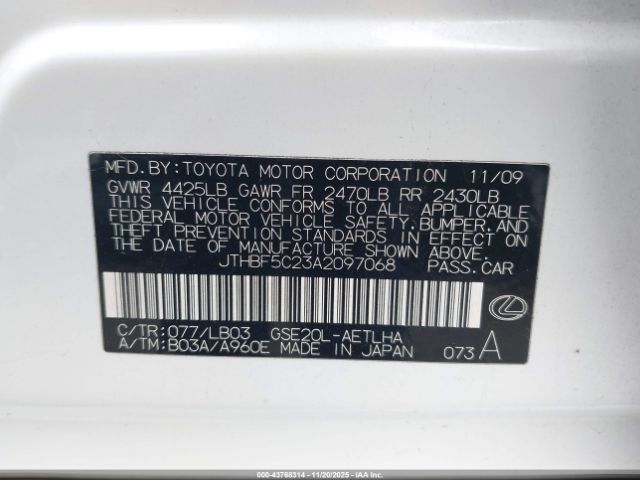 MFD. BY: TOYOTA MOTOR CORPORATION 11/09
GVWR 4425LB GAWR FR 2470LB RR 2430LB
THIS VEHICLE CONFORMS TO ALL APPLICABLE
FEDERAL MOTOR VEHICLE SAFETY, BUMPER, AND
THEFT PREVENTION STANDARDS IN EFFECT ON
THE DATE OF MANUFACTURE SHOWN ABOVE.
JTHBF5C23A2097068 PASS. CAR
C/TR: 077/LB03 GSE20L-AETLHA
A/TM: B03A/A960E MADE IN JAPAN 073 A
000-43768314 - 11/20/2025 - IAAI.COM